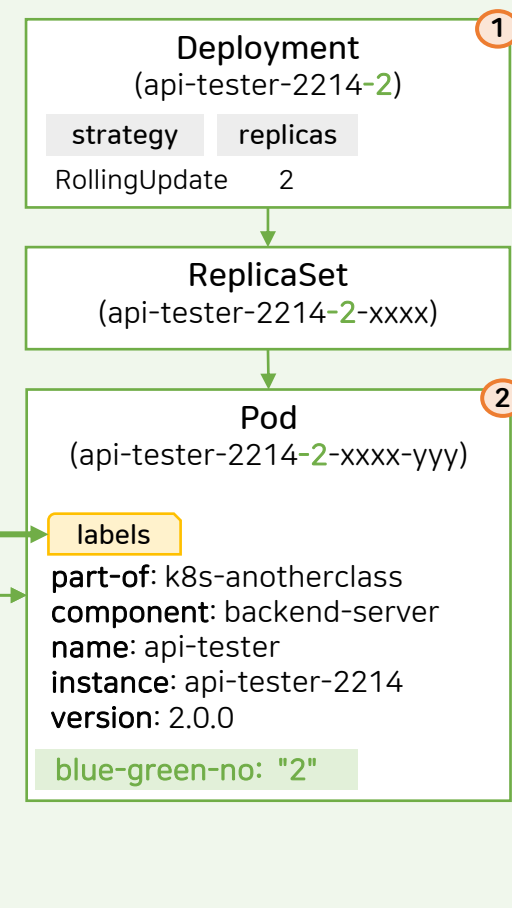 1
Deployment
(api-tester-2214-2)
strategy replicas
RollingUpdate 2
ReplicaSet
(api-tester-2214-2-xxxx)
2
Pod
(api-tester-2214-2-xxxx-yyy)
labels
part-of: k8s-anotherclass
component: backend-server
name: api-tester
instance: api-tester-2214
version: 2.0.0
blue-green-no: "2"